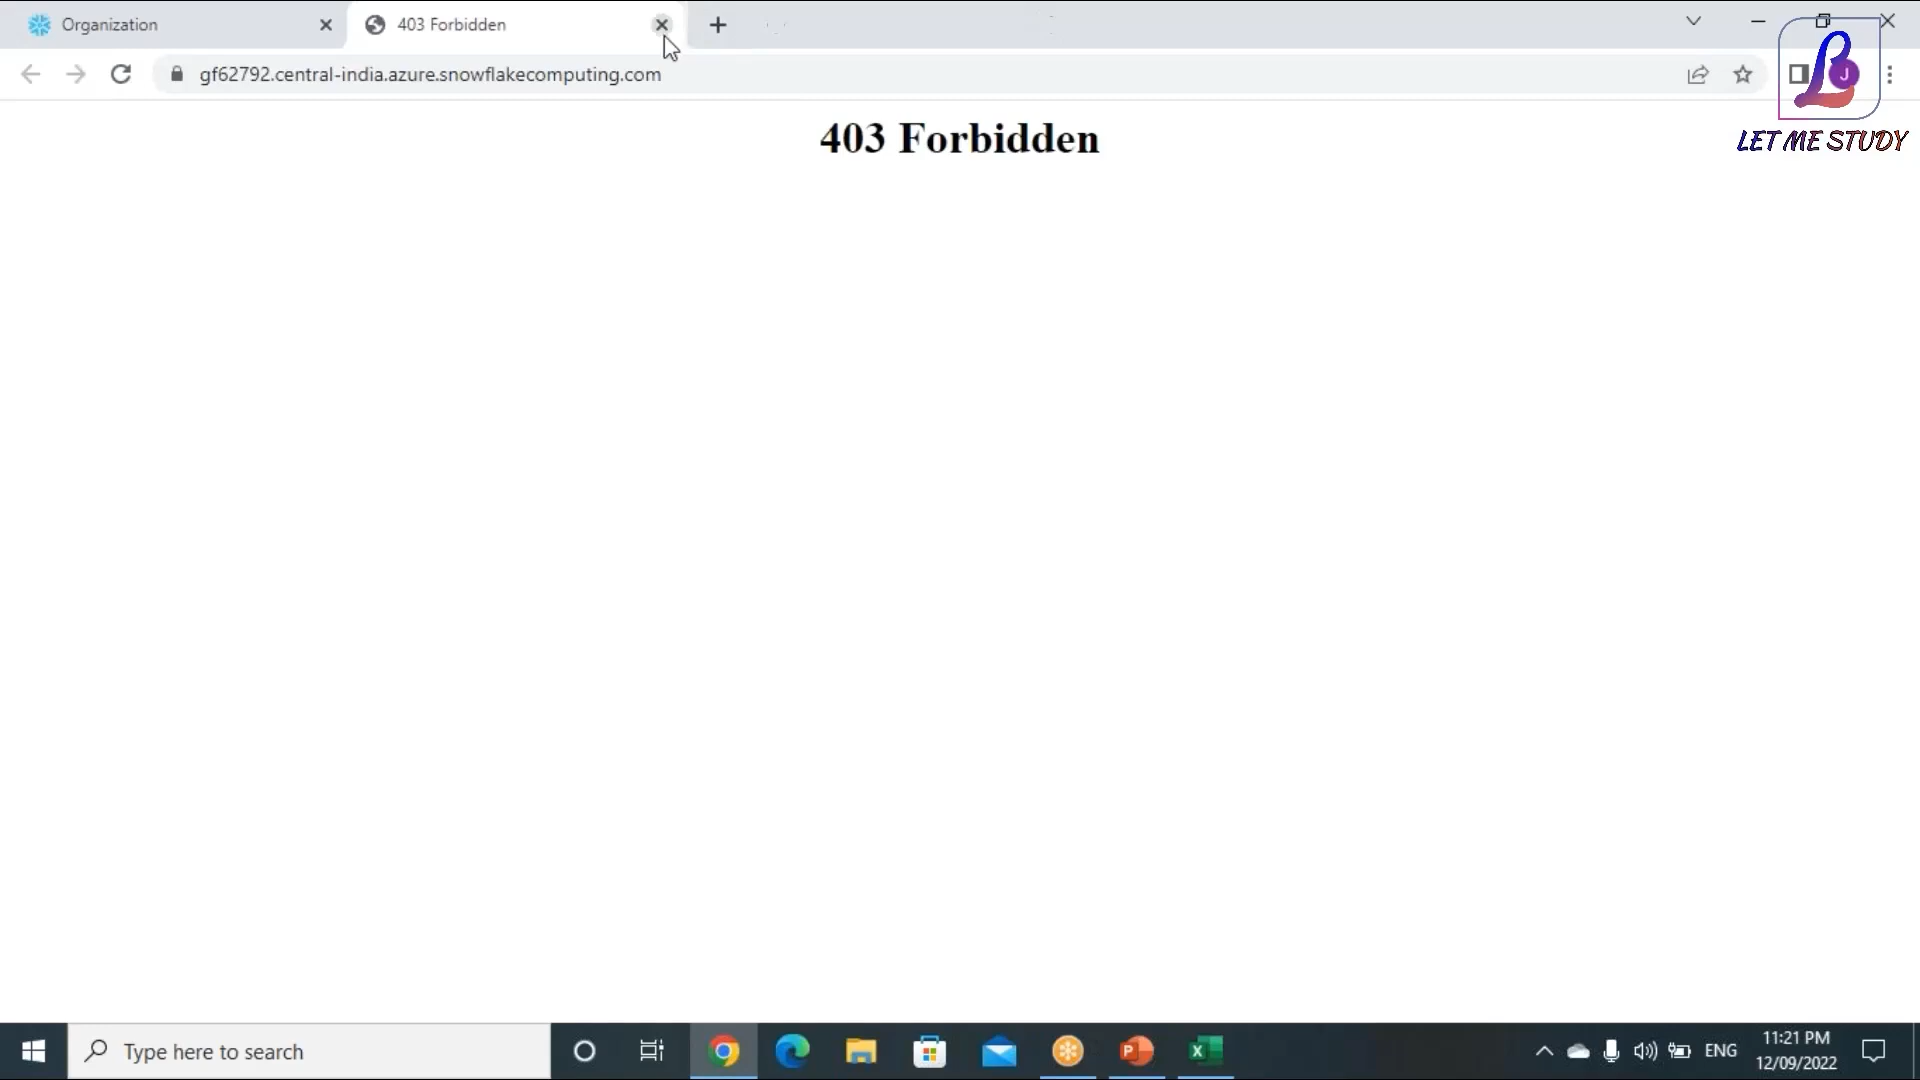 Organization
403 Forbidden
gf62792.central-india.azure.snowflakecomputing.com
J
LET ME STUDY
403 Forbidden
Type here to search
ENG
11:21 PM
12/09/2022